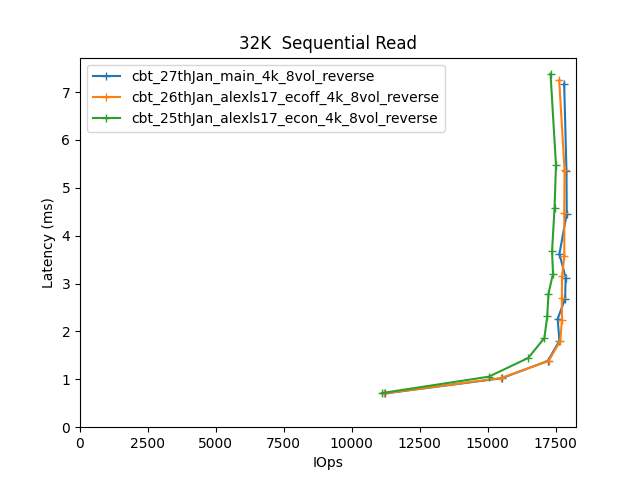 32K  Sequential Read
cbt_27thJan_main_4k_8vol_reverse
cbt_26thJan_alexls17_ecoff_4k_8vol_reverse
cbt_25thJan_alexls17_econ_4k_8vol_reverse
Latency (ms)
7
6
5
4
3
2
1
0
0 2500 5000 7500 10000 12500 15000 17500
IOps